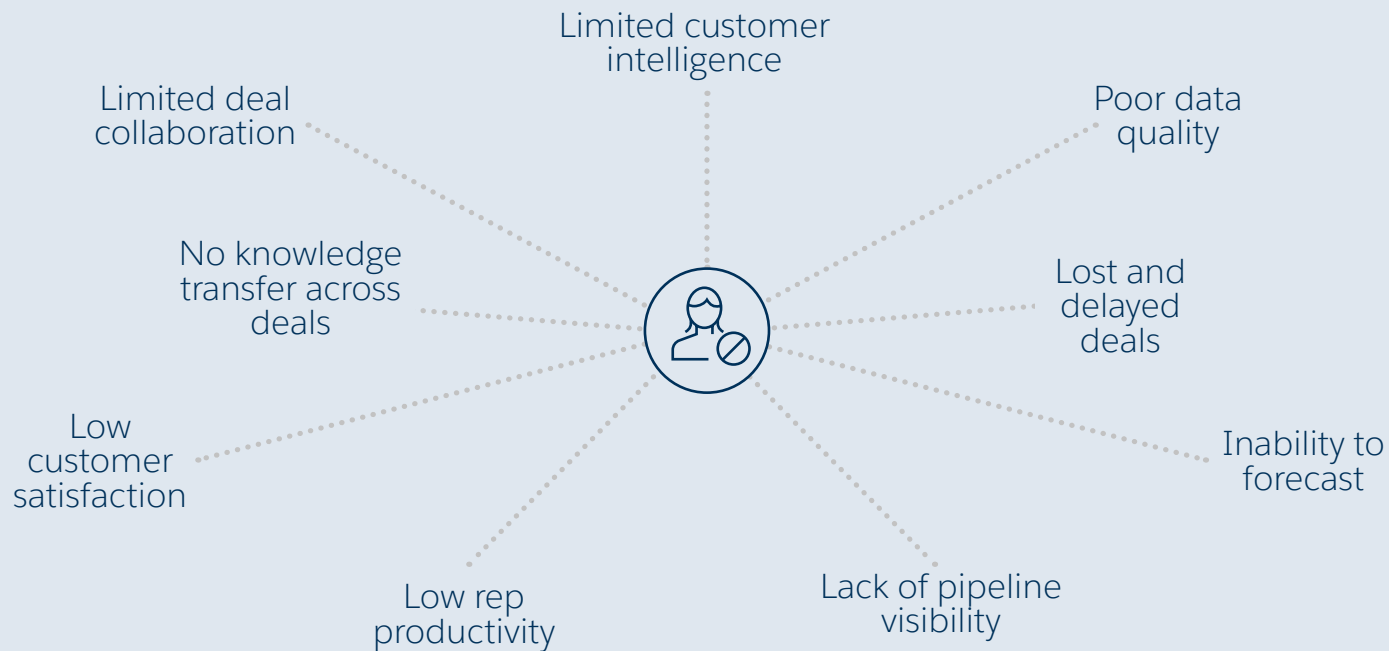 Limited customer
intelligence
Limited deal
collaboration
Poor data
quality
No knowledge
transfer across
deals
Lost and
delayed
deals
Low
customer
satisfaction
Inability to
forecast
Low rep
productivity
Lack of pipeline
visibility